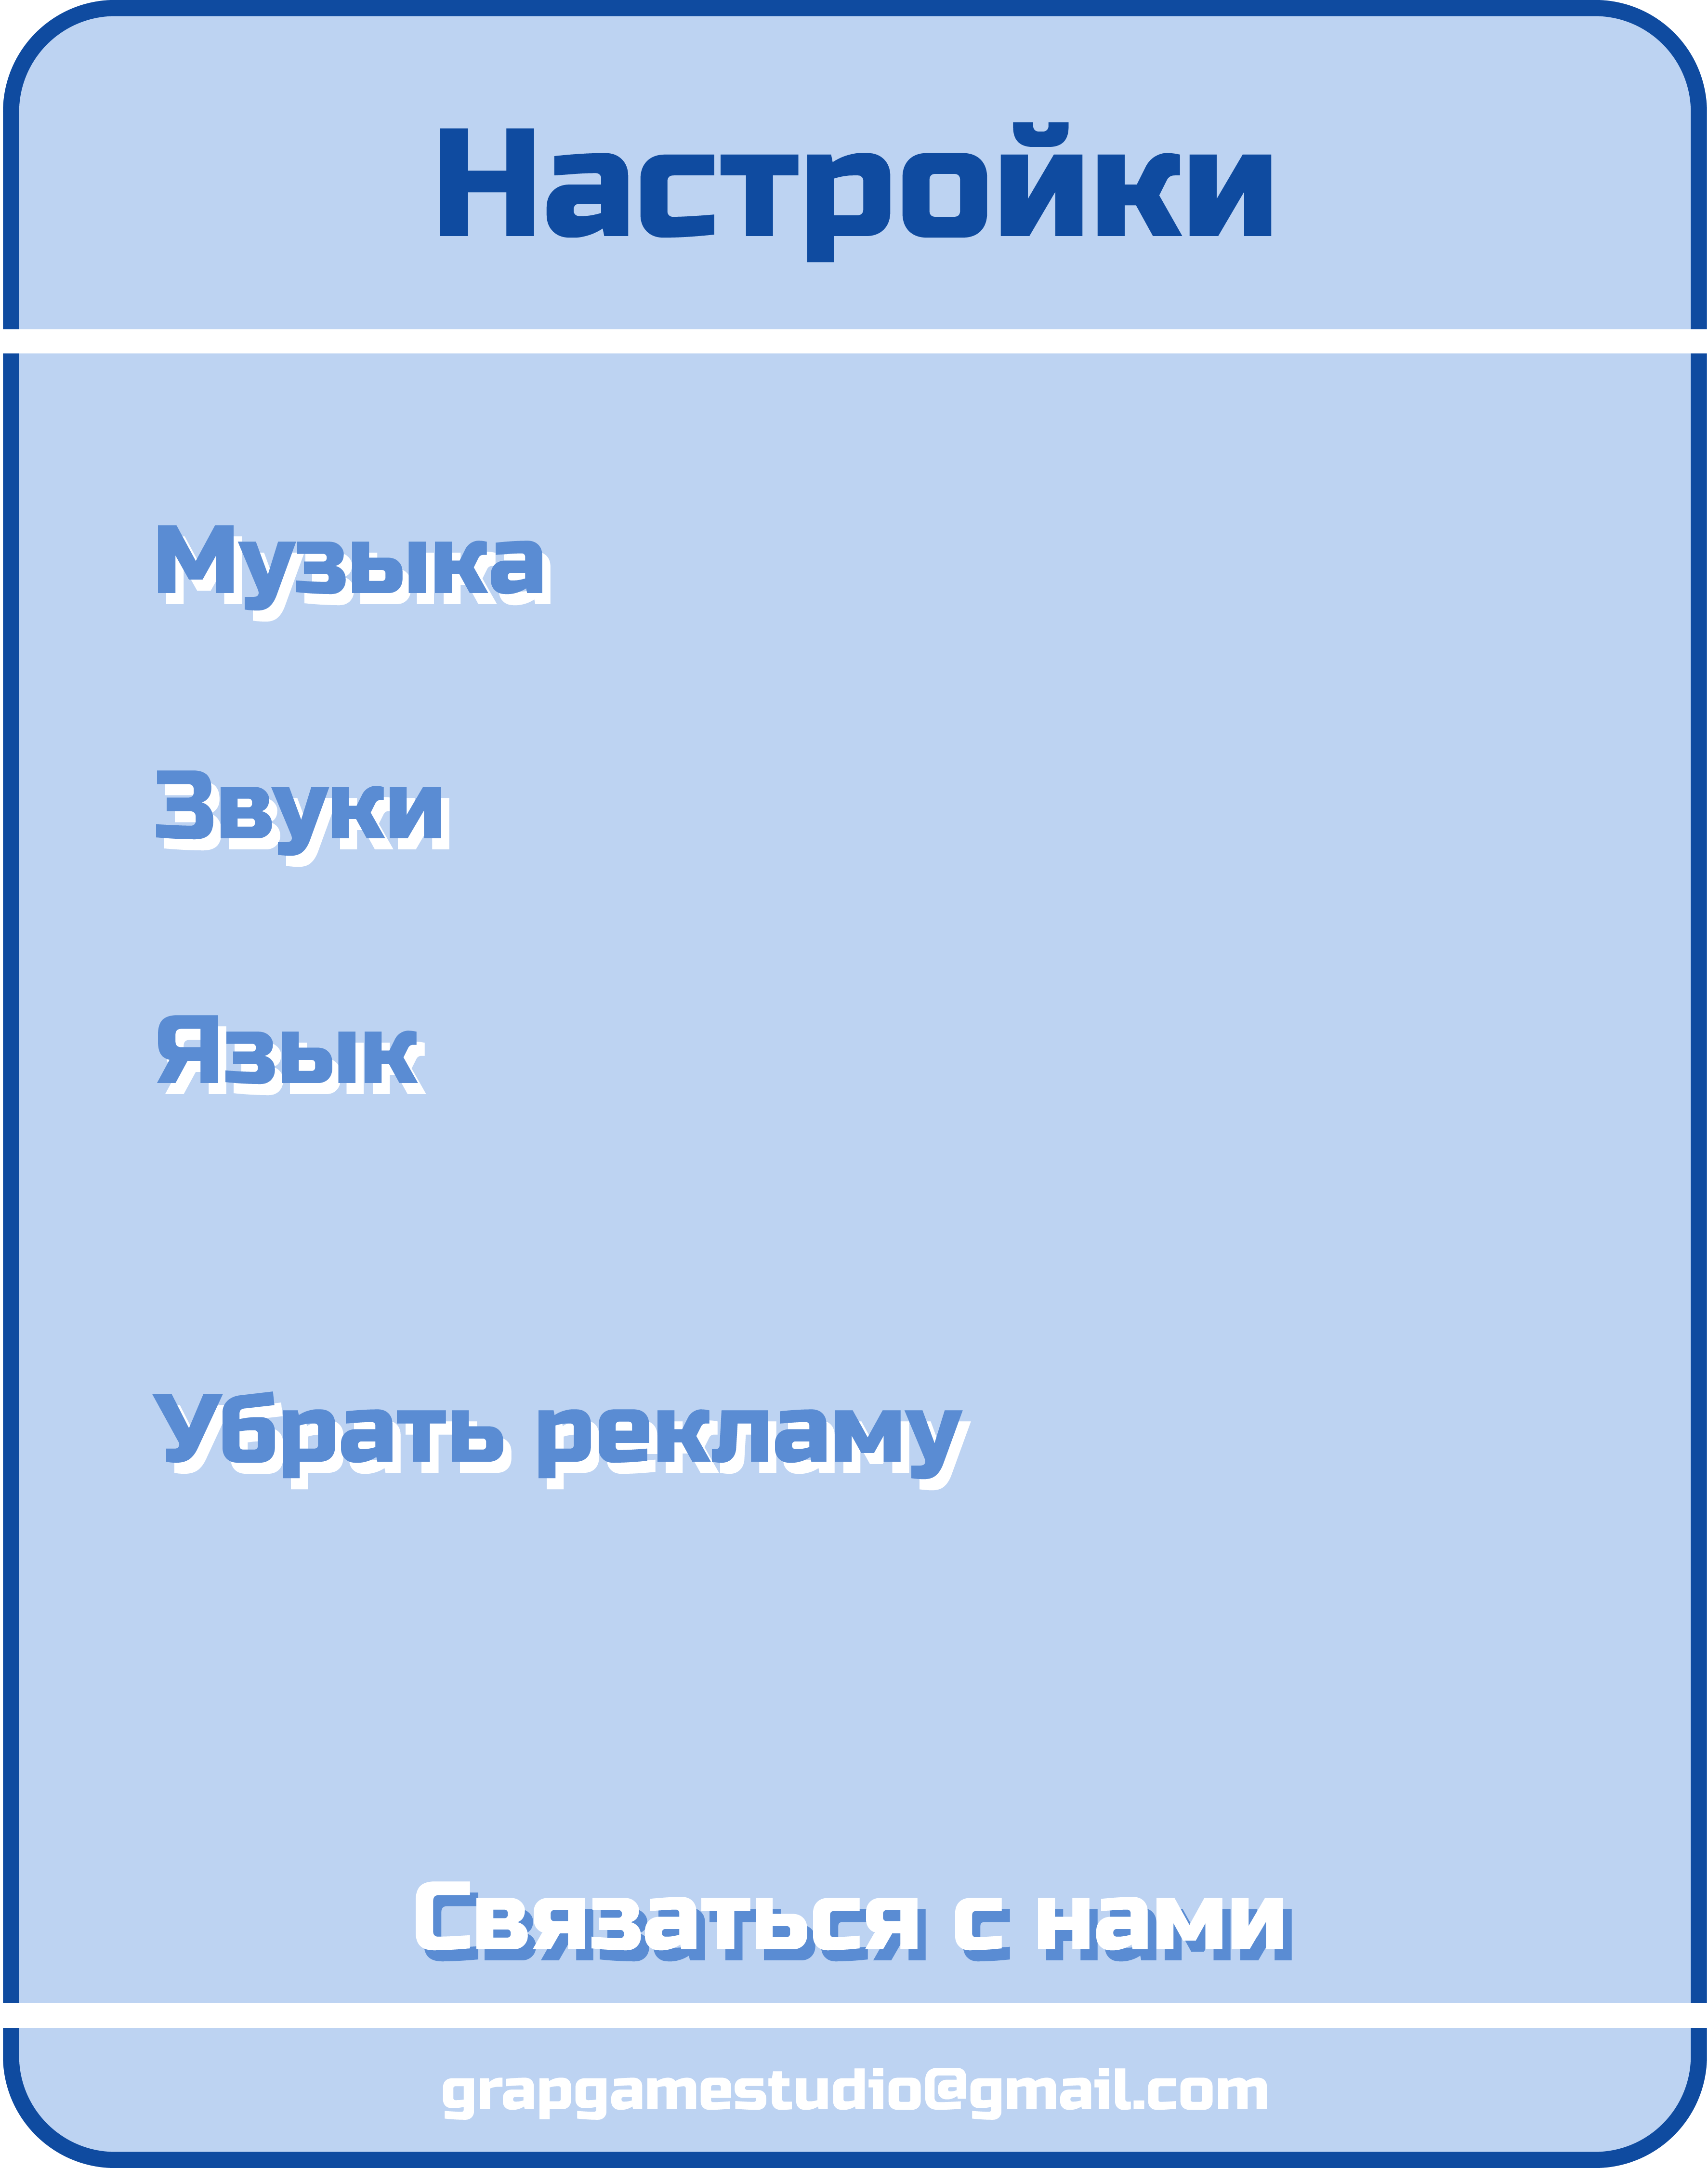 Настройки
Музыка
Звуки
Язык
Убрать рекламу
Связаться с нами
grapgamestudio@gmail.com